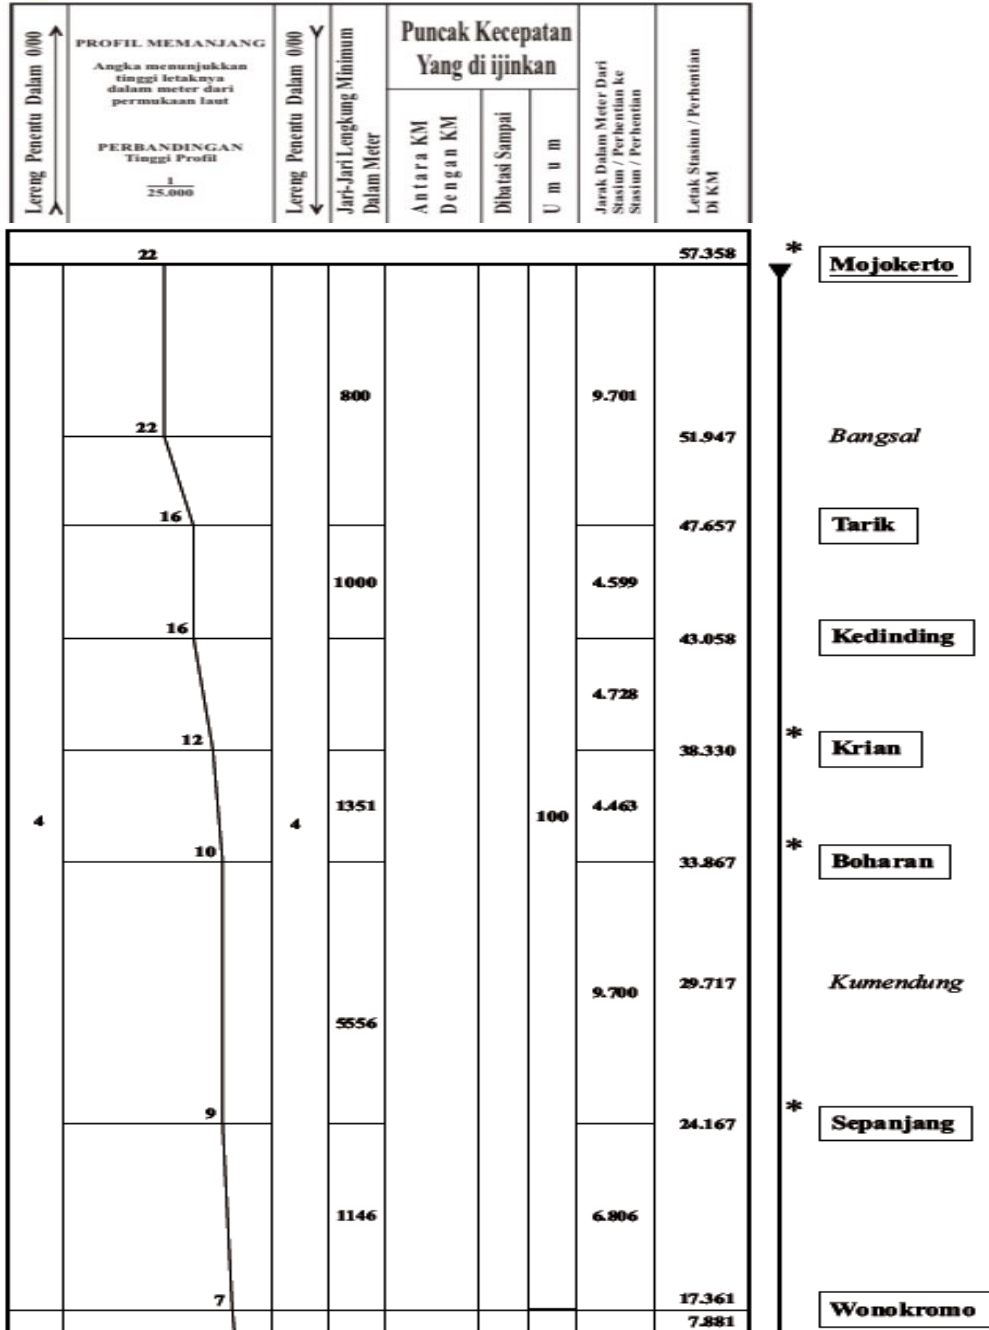 Lereng Penentu Dalam 0/00
PROFIL MEMANJANG
Angka menunjukkan
tinggi letaknya
dalam meter dari
permukaan laut
PERBANDINGAN
Tinggi Profil
1
25.000
Lereng Penentu Dalam 0/00
Jari-Jari Lengkung Minimum
Dalam Meter
Puncak Kecepatan
Yang di ijinkan
Antara KM
Dengan KM
Dibatasi Sampai
Umum
Jarak Dalam Meter Dari
Stasiun / Perhentian ke
Stasiun / Perhentian
Letak Stasiun / Perhentian
Di KM
22 57.358 * Mojokerto
800 9.701
22 51.947 Bangsal
16 47.657 Tarik
1000 4.599
16 43.058 Kedinding
4.728
12 38.330 * Krian
1351 4.463
4 4 100
10 33.867 * Boharan
9.700 29.717 Kumendung
5556
9 24.167 * Sepanjang
1146 6.806
7 17.361 Wonokromo
7.881